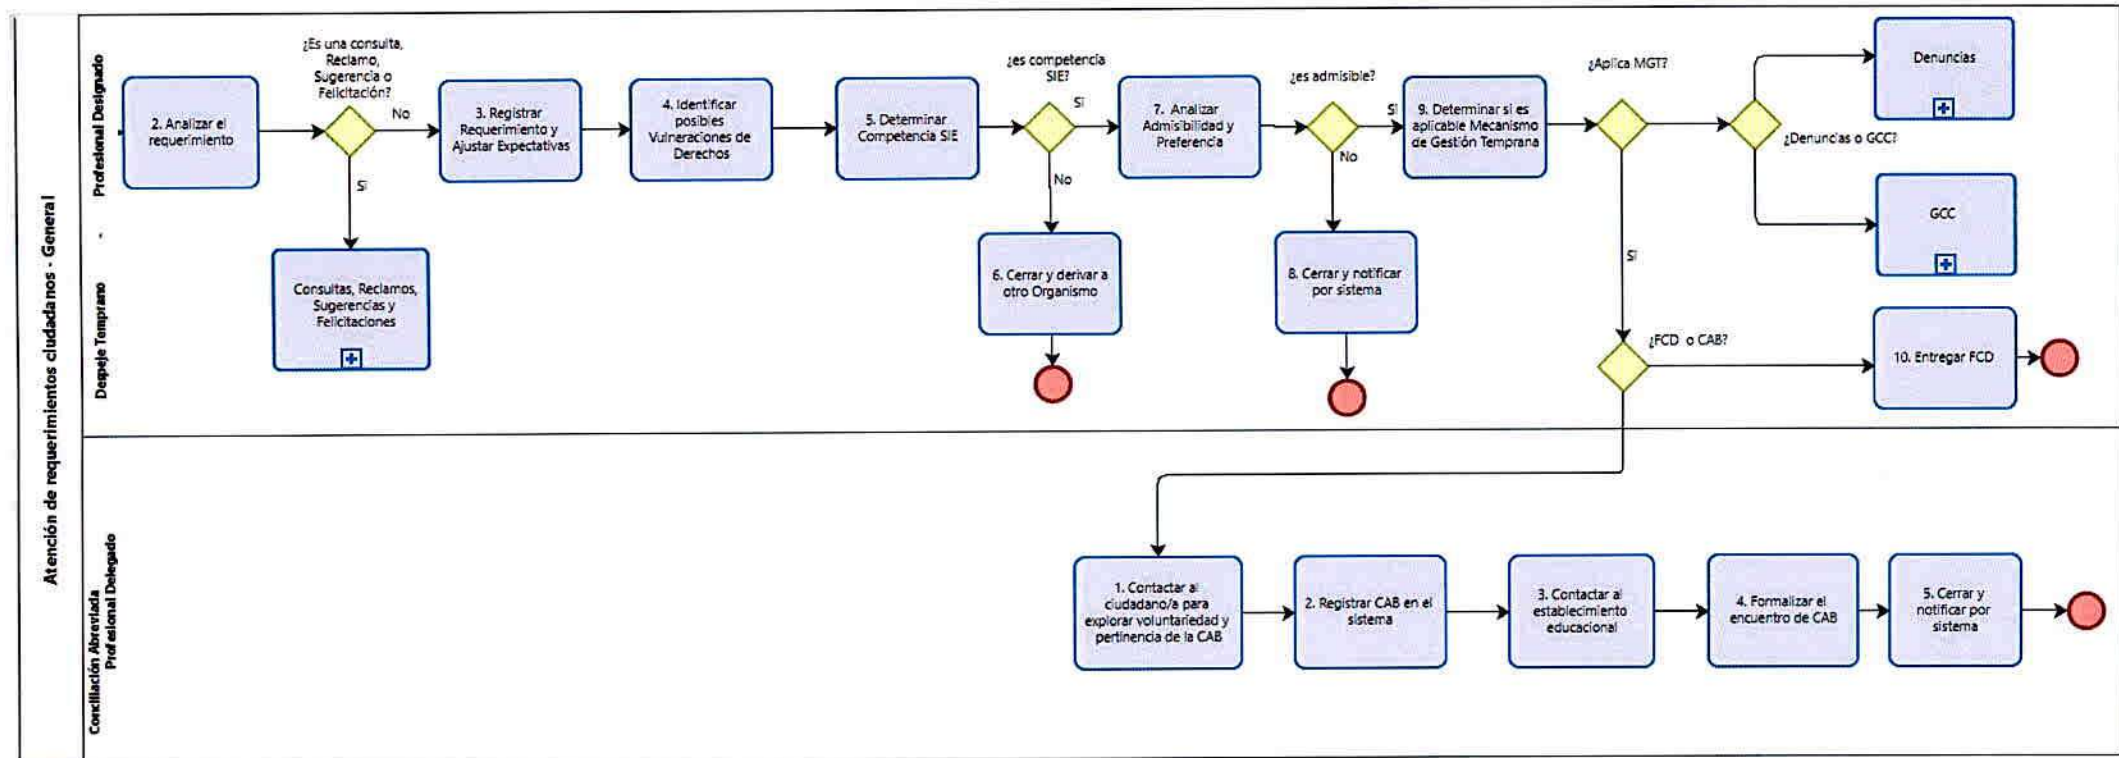 Atención de requerimientos ciudadanos - General
Despeje Temprano - Profesional Designado
2. Analizar el
requerimiento
¿Es una consulta,
Reclamo,
Sugerencia o
Felicitación?
No
Si
Consultas, Reclamos,
Sugerencias y
Felicitaciones
3. Registrar
Requerimiento y
Ajustar Expectativas
4. Identificar
posibles
Vulneraciones de
Derechos
5. Determinar
Competencia SIE
¿es competencia
SIE?
Si
No
6. Cerrar y derivar a
otro Organismo
7. Analizar
Admisibilidad y
Preferencia
¿es admisible?
Si
No
8. Cerrar y notificar
por sistema
9. Determinar si es
aplicable Mecanismo
de Gestión Temprana
¿Aplica MGT?
Si
¿Denuncias o GCC?
Denuncias
GCC
¿FCD o CAB?
10. Entregar FCD
Conciliación Abreviada
Profesional Delegado
1. Contactar al
ciudadano/a para
explorar voluntariedad y
pertinencia de la CAB
2. Registrar CAB en el
sistema
3. Contactar al
establecimiento
educacional
4. Formalizar el
encuentro de CAB
5. Cerrar y
notificar por
sistema